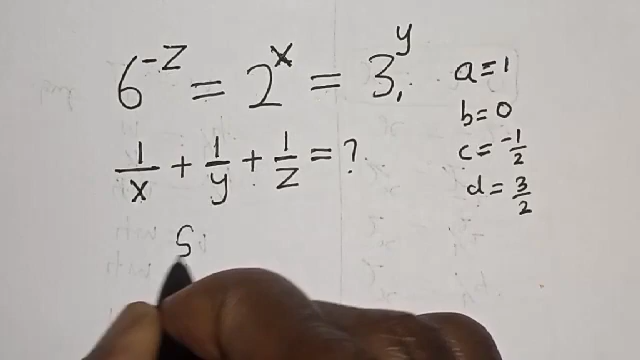 6^{-z} = 2^x = 3^y,
1/x + 1/y + 1/z = ?
a = 1
b = 0
c = -1/2
d = 3/2
S